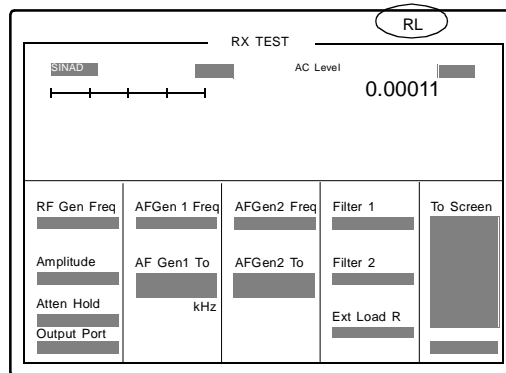 RL
RX TEST
SINAD
AC Level
0.00011
RF Gen Freq
AFGen 1 Freq
AFGen2 Freq
Filter 1
To Screen
Amplitude
AF Gen1 To
AFGen2 To
Filter 2
Atten Hold
kHz
Ext Load R
Output Port